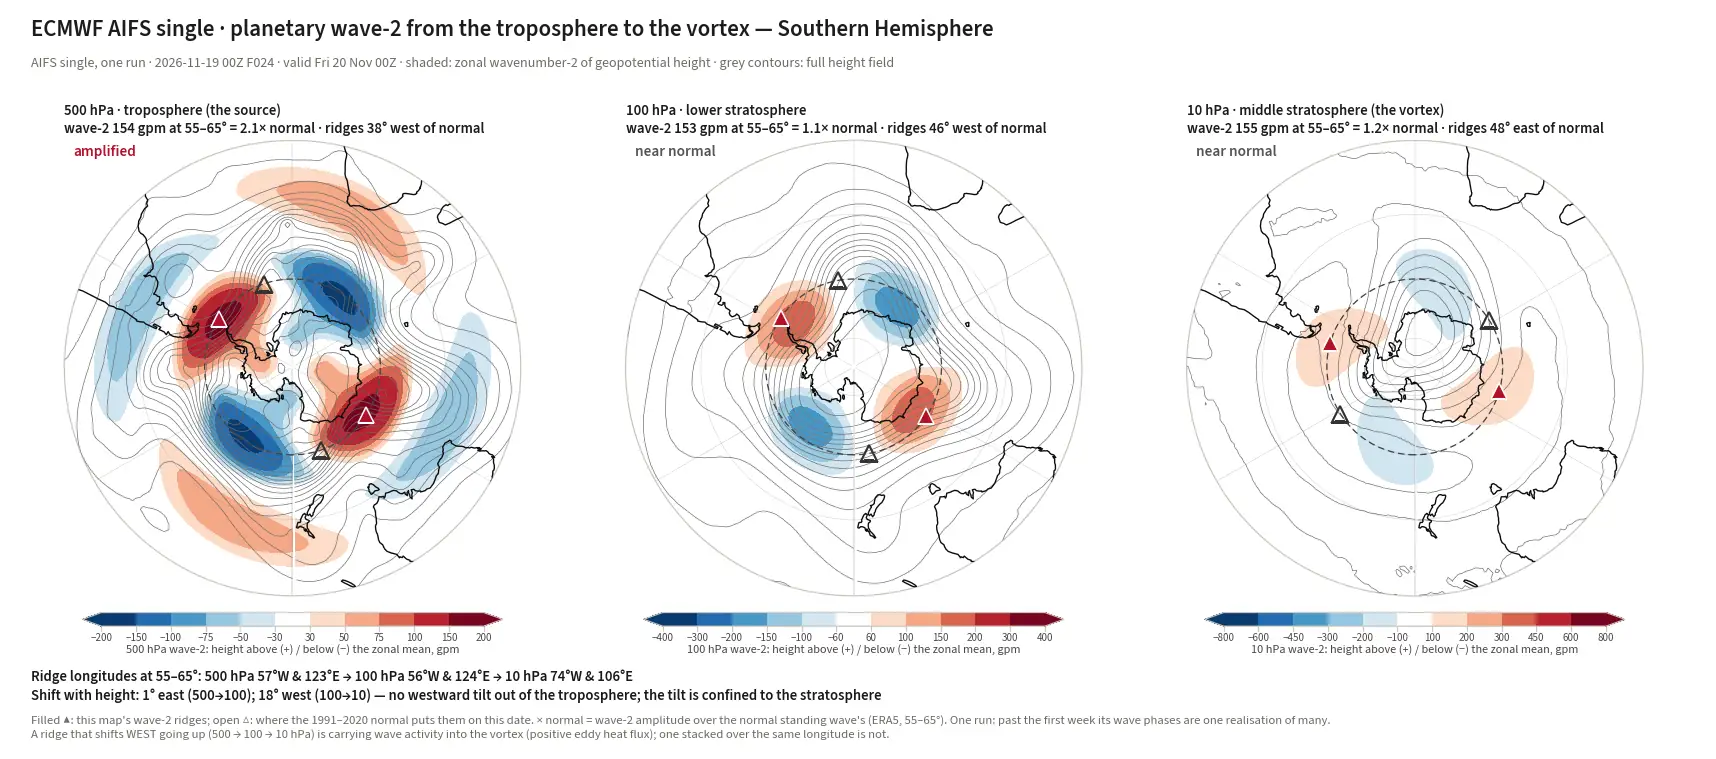 ECMWF AIFS single · planetary wave-2 from the troposphere to the vortex — Southern Hemisphere
AIFS single, one run · 2026-11-19 00Z F024 · valid Fri 20 Nov 00Z · shaded: zonal wavenumber-2 of geopotential height · grey contours: full height field
500 hPa · troposphere (the source)
wave-2 154 gpm at 55–65° = 2.1× normal · ridges 38° west of normal
amplified
100 hPa · lower stratosphere
wave-2 153 gpm at 55–65° = 1.1× normal · ridges 46° west of normal
near normal
10 hPa · middle stratosphere (the vortex)
wave-2 155 gpm at 55–65° = 1.2× normal · ridges 48° east of normal
near normal
−200 −150 −100 −75 −50 −30 30 50 75 100 150 200
500 hPa wave-2: height above (+) / below (−) the zonal mean, gpm
−400 −300 −200 −150 −100 −60 60 100 150 200 300 400
100 hPa wave-2: height above (+) / below (−) the zonal mean, gpm
−800 −600 −450 −300 −200 −100 100 200 300 450 600 800
10 hPa wave-2: height above (+) / below (−) the zonal mean, gpm
Ridge longitudes at 55–65°: 500 hPa 57°W & 123°E → 100 hPa 56°W & 124°E → 10 hPa 74°W & 106°E
Shift with height: 1° east (500→100); 18° west (100→10) — no westward tilt out of the troposphere; the tilt is confined to the stratosphere
Filled ▲: this map's wave-2 ridges; open △: where the 1991–2020 normal puts them on this date. × normal = wave-2 amplitude over the normal standing wave's (ERA5, 55–65°). One run: past the first week its wave phases are one realisation of many.
A ridge that shifts WEST going up (500 → 100 → 10 hPa) is carrying wave activity into the vortex (positive eddy heat flux); one stacked over the same longitude is not.